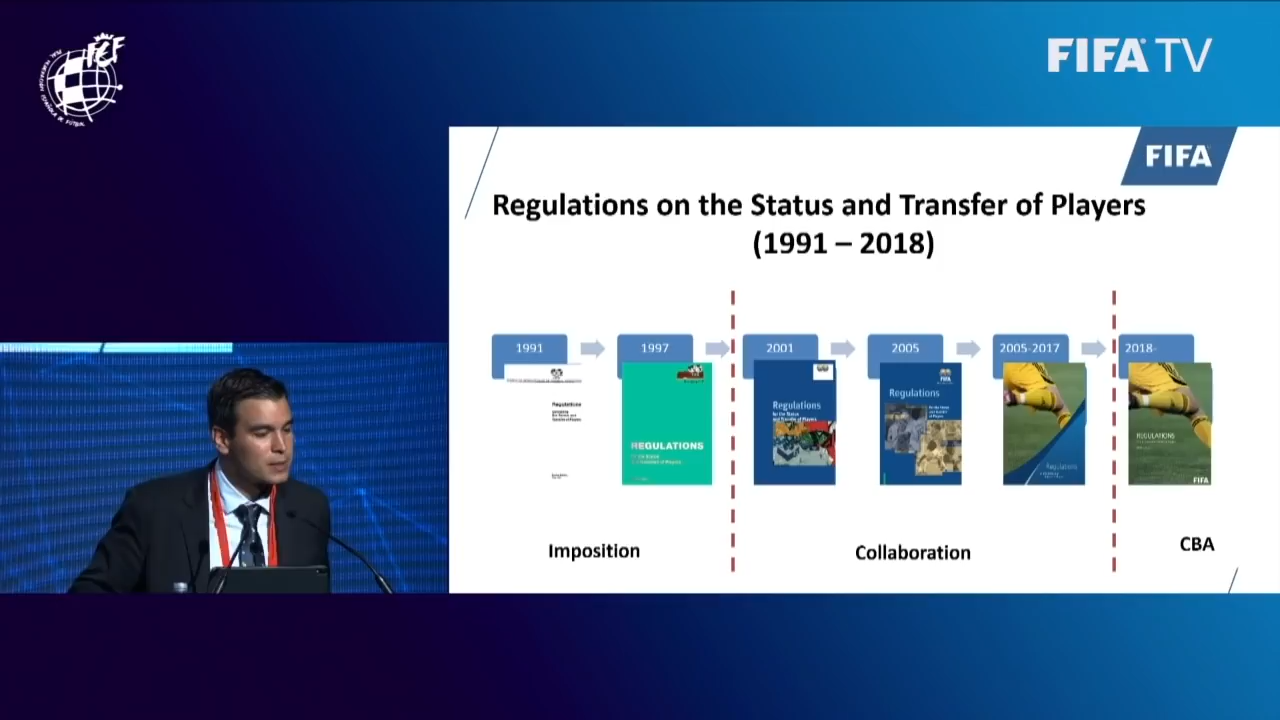 FIFA TV
FIFA
Regulations on the Status and Transfer of Players
(1991 – 2018)
1991
1997
2001
2005
2005-2017
2018-
Regulations
REGULATIONS
Regulations
for the Status
and Transfer of Players
Regulations
Regulations
REGULATIONS
FIFA
Imposition
Collaboration
CBA